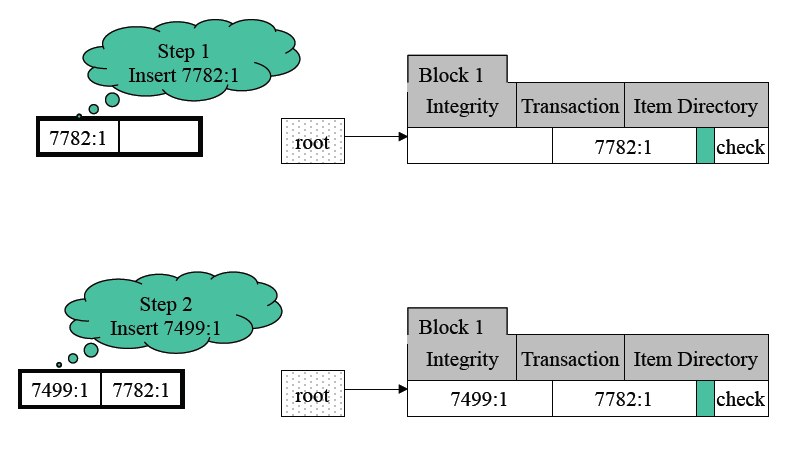 Step 1
Insert 7782:1
7782:1
root
Block 1
Integrity Transaction Item Directory
7782:1 check
Step 2
Insert 7499:1
7499:1 7782:1
root
Block 1
Integrity Transaction Item Directory
7499:1 7782:1 check